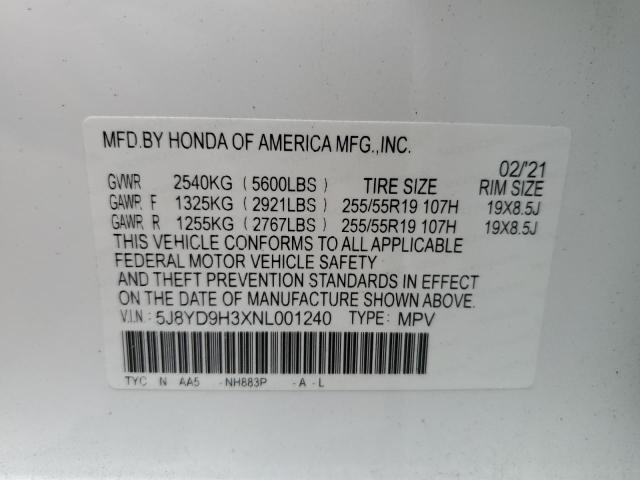 MFD.BY HONDA OF AMERICA MFG.,INC.
02/'21
GVWR 2540KG (5600LBS) TIRE SIZE RIM SIZE
GAWR. F 1325KG (2921LBS) 255/55R19 107H 19X8.5J
GAWR. R 1255KG (2767LBS) 255/55R19 107H 19X8.5J
THIS VEHICLE CONFORMS TO ALL APPLICABLE
FEDERAL MOTOR VEHICLE SAFETY
AND THEFT PREVENTION STANDARDS IN EFFECT
ON THE DATE OF MANUFACTURE SHOWN ABOVE.
V.I.N: 5J8YD9H3XNL001240 TYPE: MPV
TYC N AA5 -NH883P -A-L